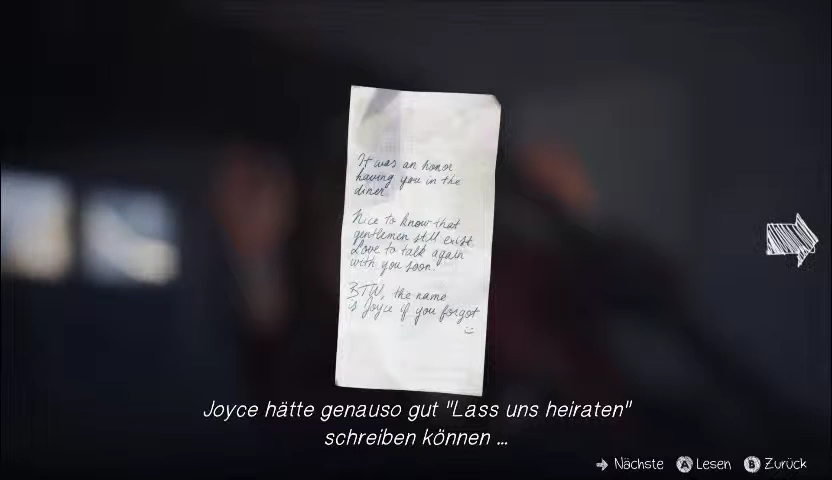 It was an honor
having you in the
diner
Nice to know that
gentlemen still exist.
Love to talk again
with you soon.
BTW, the name
is Joyce if you forgot
Joyce hätte genauso gut "Lass uns heiraten"
schreiben können ...
Nächste A Lesen B Zurück